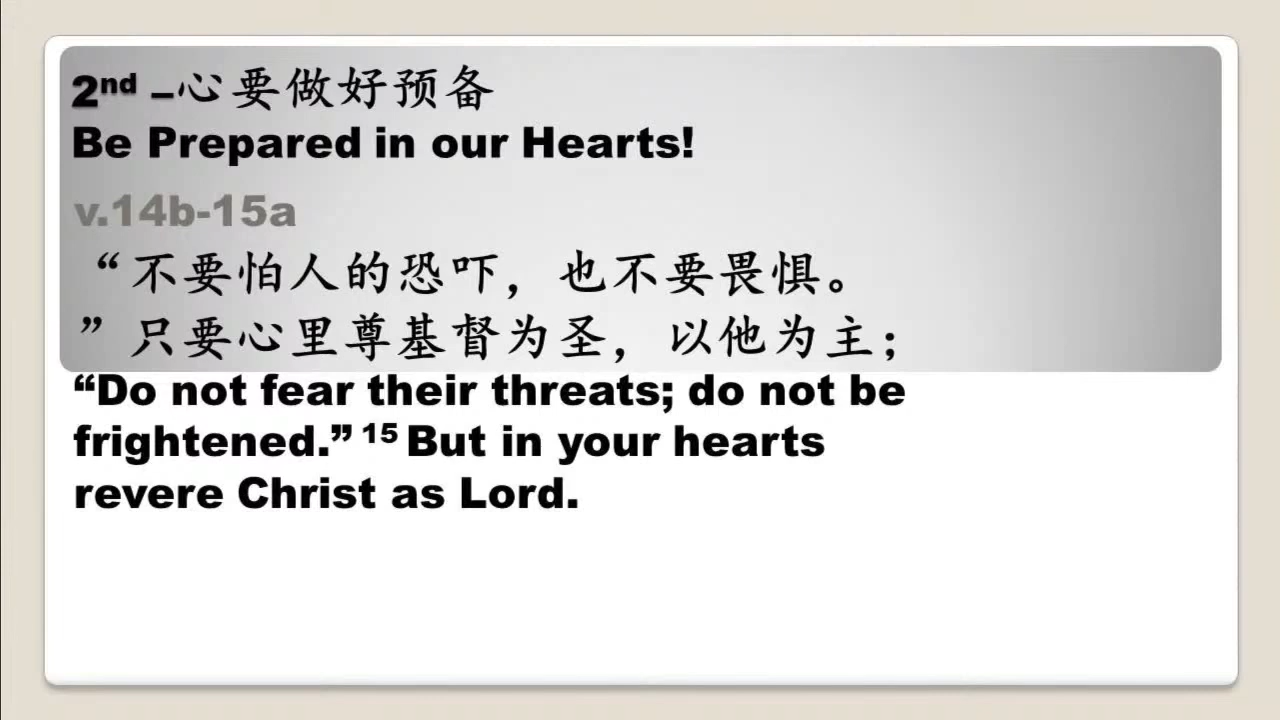 2nd –心要做好预备
Be Prepared in our Hearts!
v.14b-15a
“不要怕人的恐吓，也不要畏惧。
”只要心里尊基督为圣，以他为主；
“Do not fear their threats; do not be
frightened.” 15 But in your hearts
revere Christ as Lord.